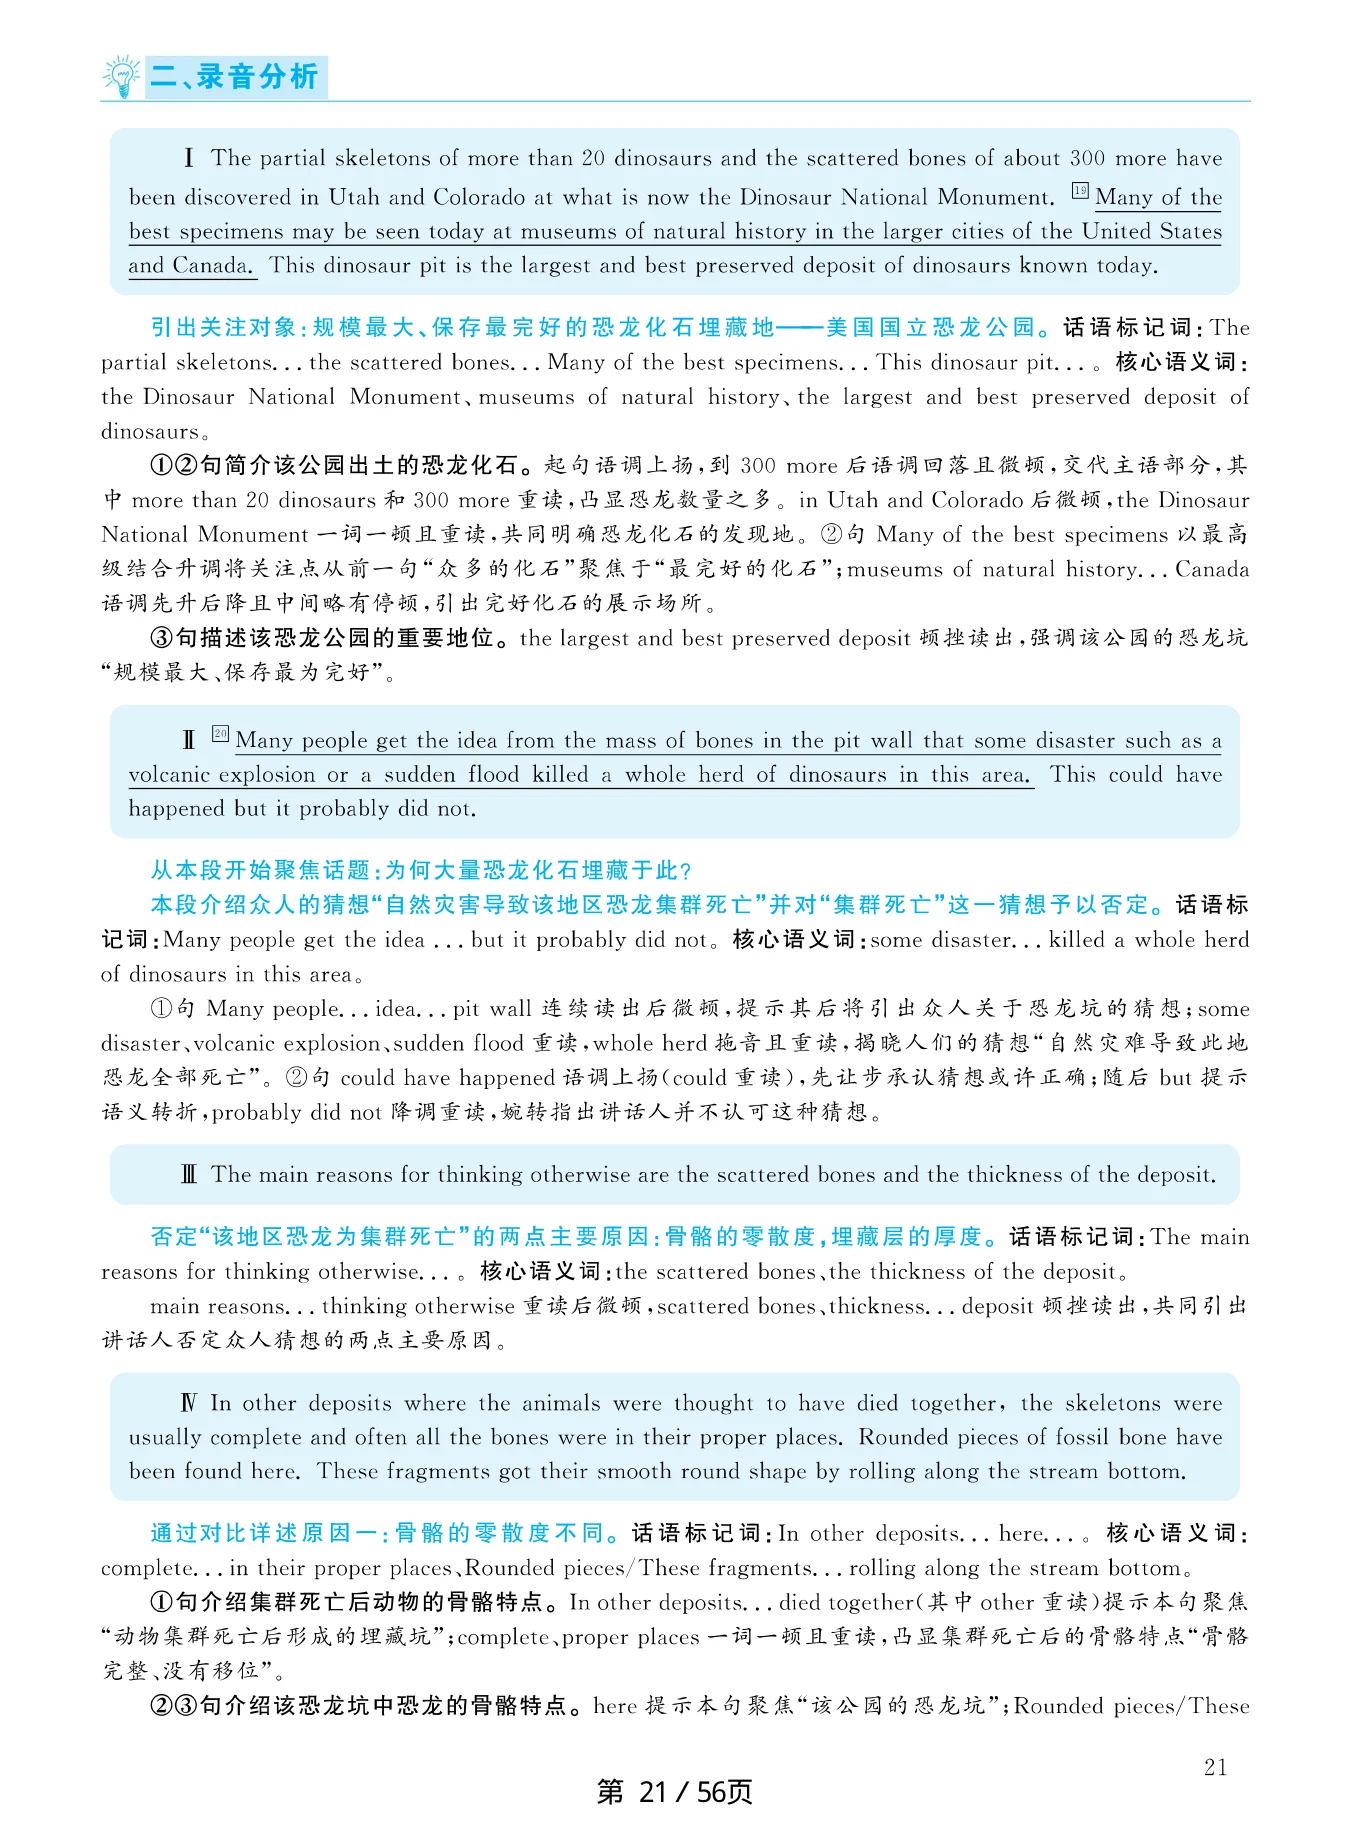 二、录音分析
Ⅰ The partial skeletons of more than 20 dinosaurs and the scattered bones of about 300 more have
been discovered in Utah and Colorado at what is now the Dinosaur National Monument. 19 Many of the
best specimens may be seen today at museums of natural history in the larger cities of the United States
and Canada. This dinosaur pit is the largest and best preserved deposit of dinosaurs known today.
引出关注对象:规模最大、保存最完好的恐龙化石埋藏地——美国国立恐龙公园。话语标记词:The
partial skeletons...the scattered bones...Many of the best specimens...This dinosaur pit...。核心语义词:
the Dinosaur National Monument、museums of natural history、the largest and best preserved deposit of
dinosaurs。
①②句简介该公园出土的恐龙化石。起句语调上扬,到 300 more 后语调回落且微顿,交代主语部分,其
中 more than 20 dinosaurs 和 300 more 重读,凸显恐龙数量之多。in Utah and Colorado 后微顿,the Dinosaur
National Monument 一词一顿且重读,共同明确恐龙化石的发现地。②句 Many of the best specimens 以最高
级结合升调将关注点从前一句“众多的化石”聚焦于“最完好的化石”;museums of natural history...Canada
语调先升后降且中间略有停顿,引出完好化石的展示场所。
③句描述该恐龙公园的重要地位。the largest and best preserved deposit 顿挫读出,强调该公园的恐龙坑
“规模最大、保存最为完好”。
Ⅱ 20 Many people get the idea from the mass of bones in the pit wall that some disaster such as a
volcanic explosion or a sudden flood killed a whole herd of dinosaurs in this area. This could have
happened but it probably did not.
从本段开始聚焦话题:为何大量恐龙化石埋藏于此?
本段介绍众人的猜想“自然灾害导致该地区恐龙集群死亡”并对“集群死亡”这一猜想予以否定。话语标
记词:Many people get the idea ...but it probably did not。核心语义词:some disaster...killed a whole herd
of dinosaurs in this area。
①句 Many people...idea...pit wall 连续读出后微顿,提示其后将引出众人关于恐龙坑的猜想;some
disaster、volcanic explosion、sudden flood 重读,whole herd 拖音且重读,揭晓人们的猜想“自然灾难导致此地
恐龙全部死亡”。②句 could have happened 语调上扬(could 重读),先让步承认猜想或许正确;随后 but 提示
语义转折,probably did not 降调重读,婉转指出讲话人并不认可这种猜想。
Ⅲ The main reasons for thinking otherwise are the scattered bones and the thickness of the deposit.
否定“该地区恐龙为集群死亡”的两点主要原因:骨骼的零散度,埋藏层的厚度。话语标记词:The main
reasons for thinking otherwise...。核心语义词:the scattered bones、the thickness of the deposit。
main reasons...thinking otherwise 重读后微顿,scattered bones、thickness...deposit 顿挫读出,共同引出
讲话人否定众人猜想的两点主要原因。
Ⅳ In other deposits where the animals were thought to have died together, the skeletons were
usually complete and often all the bones were in their proper places. Rounded pieces of fossil bone have
been found here. These fragments got their smooth round shape by rolling along the stream bottom.
通过对比详述原因一:骨骼的零散度不同。话语标记词:In other deposits...here...。核心语义词:
complete...in their proper places、Rounded pieces/These fragments...rolling along the stream bottom。
①句介绍集群死亡后动物的骨骼特点。In other deposits...died together(其中 other 重读)提示本句聚焦
“动物集群死亡后形成的埋藏坑”;complete、proper places 一词一顿且重读,凸显集群死亡后的骨骼特点“骨骼
完整、没有移位”。
②③句介绍该恐龙坑中恐龙的骨骼特点。here 提示本句聚焦“该公园的恐龙坑”;Rounded pieces/These
21
第 21 / 56页